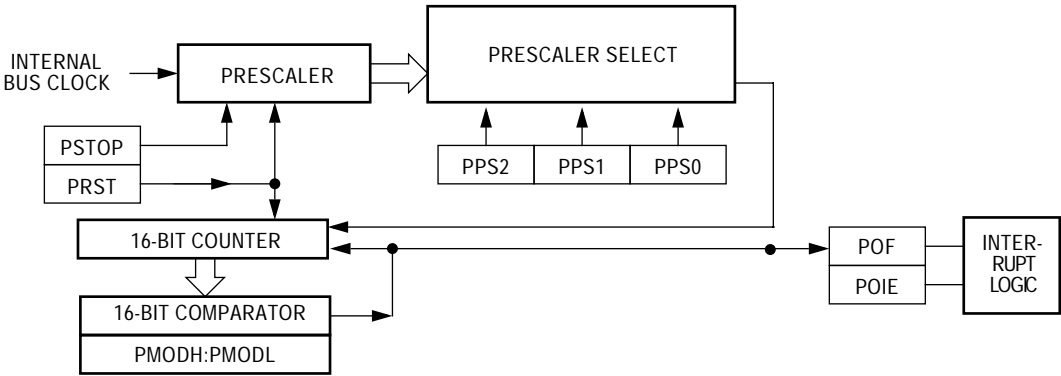 INTERNAL
BUS CLOCK
PRESCALER
PRESCALER SELECT
PSTOP
PRST
PPS2
PPS1
PPS0
16-BIT COUNTER
POF
POIE
INTER-
RUPT
LOGIC
16-BIT COMPARATOR
PMODH:PMODL